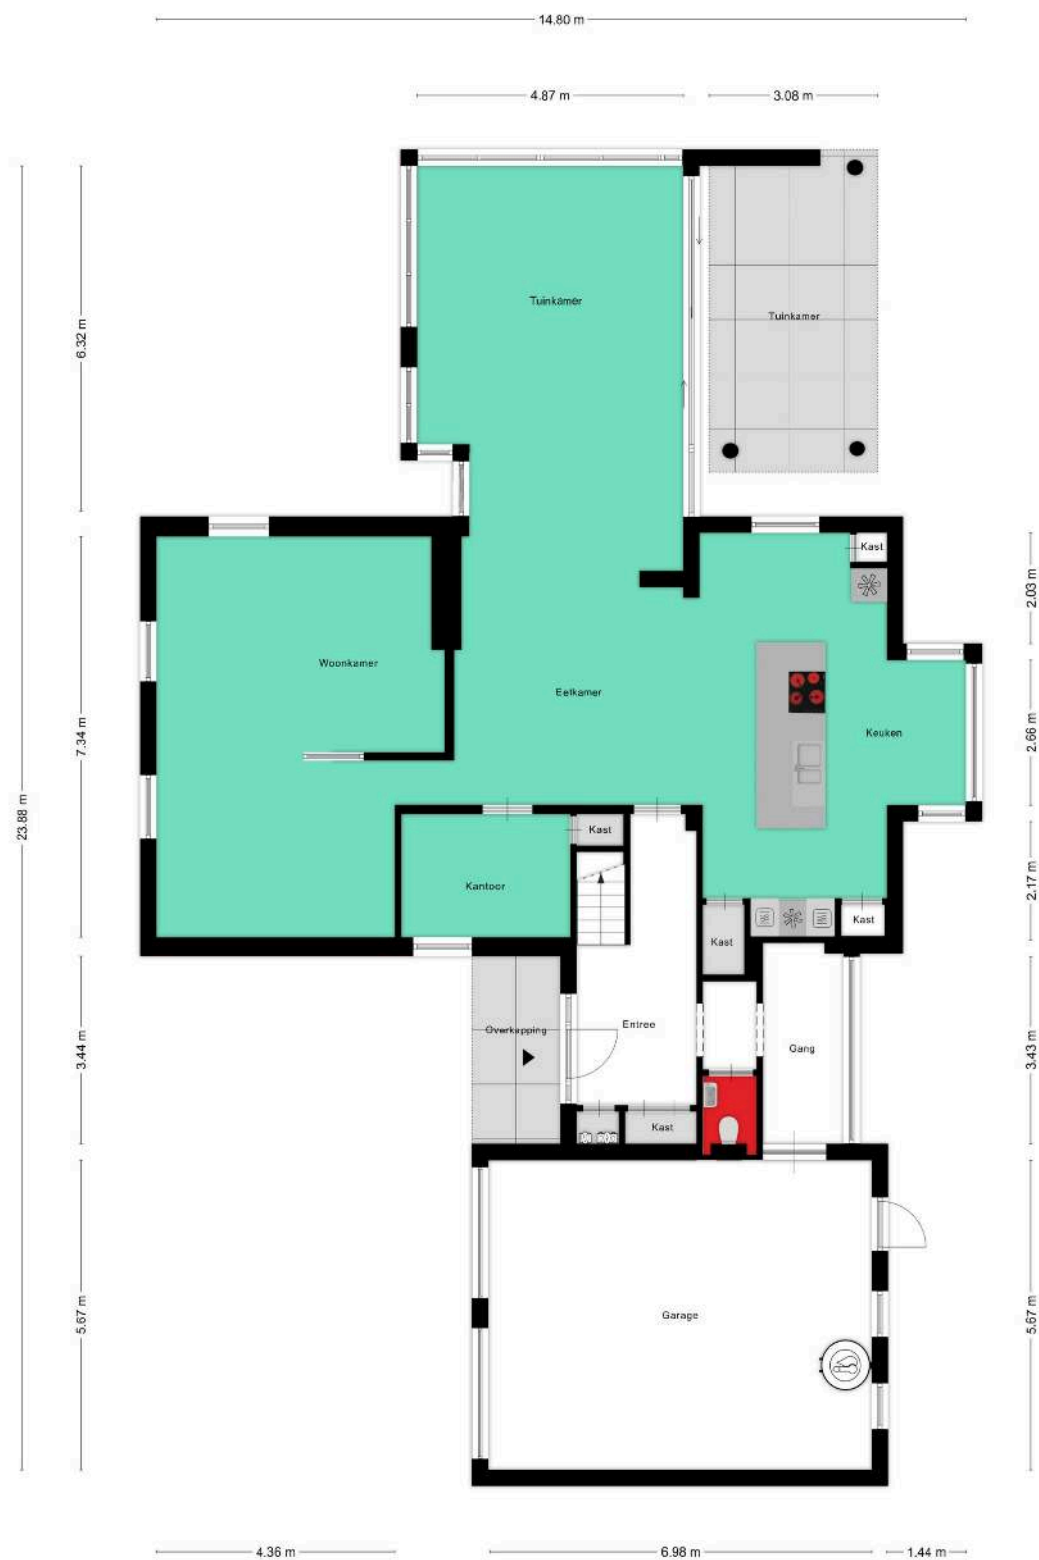 14.80 m
4.87 m
3.08 m
Tuinkamer
Tuinkamer
6.32 m
Kast
2.03 m
Woonkamer
Eetkamer
Keuken
7.34 m
2.66 m
23.88 m
Kast
Kantoor
Kast
Kast
2.17 m
Overkapping
Entree
Gang
3.44 m
3.43 m
Kast
Garage
5.67 m
5.67 m
4.36 m
6.98 m
1.44 m